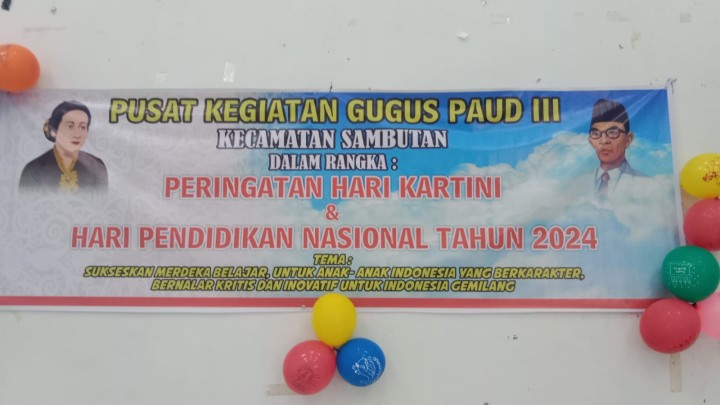 PUSAT KEGIATAN GUGUS PAUD III
KECAMATAN SAMBUTAN
DALAM RANGKA :
PERINGATAN HARI KARTINI
&
HARI PENDIDIKAN NASIONAL TAHUN 2024
TEMA :
SUKSESKAN MERDEKA BELAJAR, UNTUK ANAK- ANAK INDONESIA YANG BERKARAKTER,
BERNALAR KRITIS DAN INOVATIF UNTUK INDONESIA GEMILANG